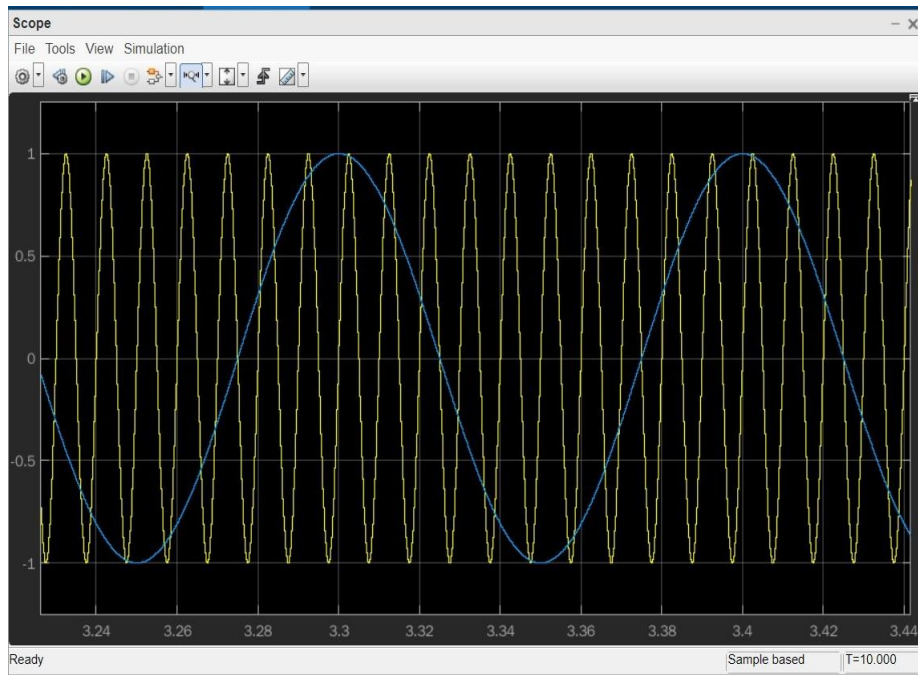 Scope
File Tools View Simulation
1
0.5
0
-0.5
-1
3.24 3.26 3.28 3.3 3.32 3.34 3.36 3.38 3.4 3.42 3.44
Ready Sample based T=10.000